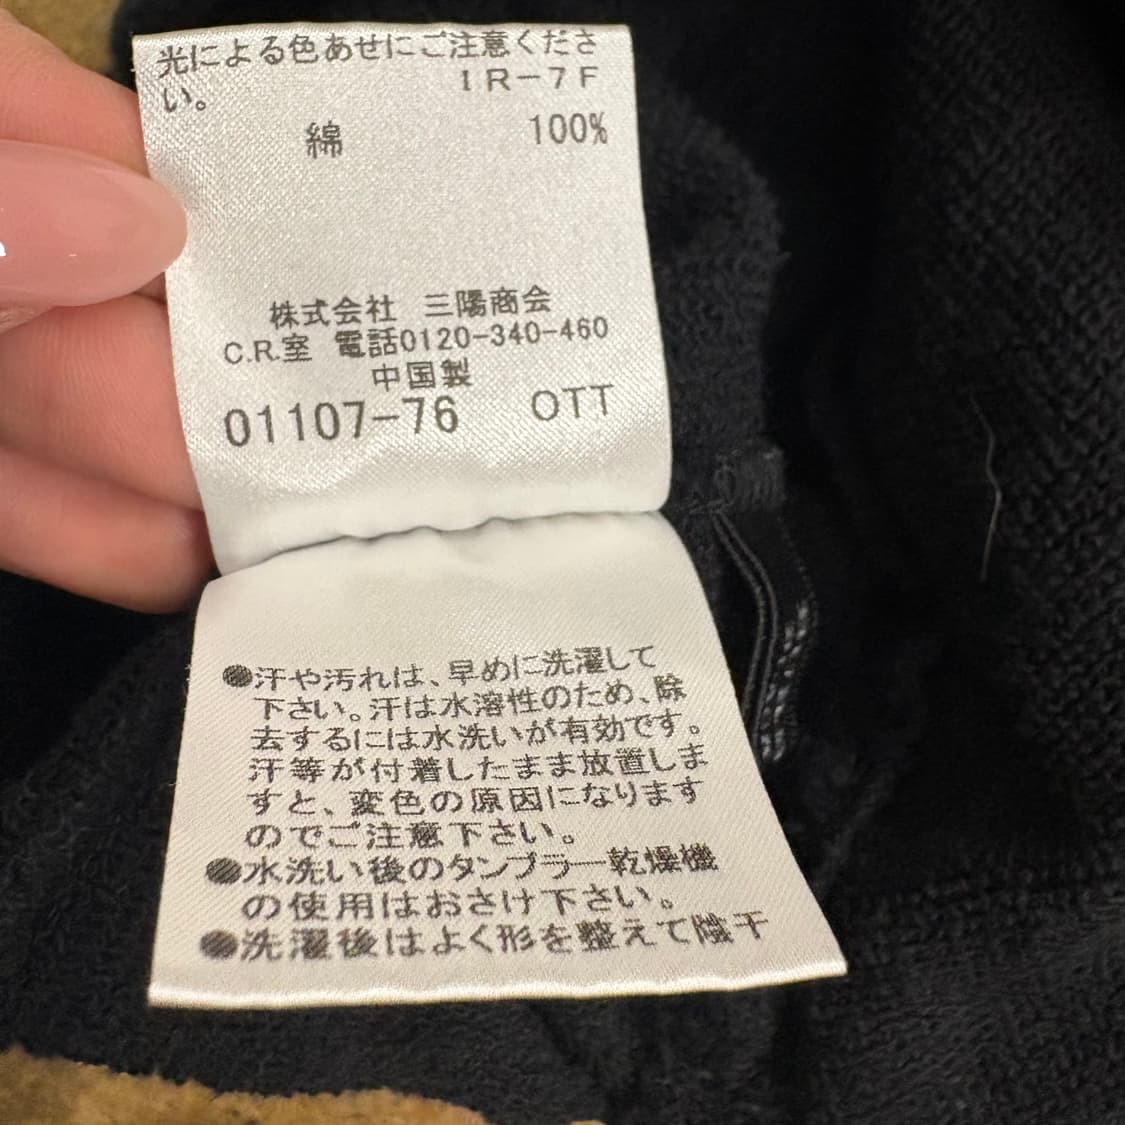 光による色あせにご注意くださ
い。
IR-7F
綿 100%
株式会社 三陽商会
C.R.室 電話0120-340-460
中国製
01107-76 OTT
●汗や汚れは、早めに洗濯して
下さい。汗は水溶性のため、除
去するには水洗いが有効です。
汗等が付着したまま放置しま
すと、変色の原因になります
のでご注意下さい。
●水洗い後のタンブラー乾燥機
の使用はおさけ下さい。
●洗濯後はよく形を整えて陰干